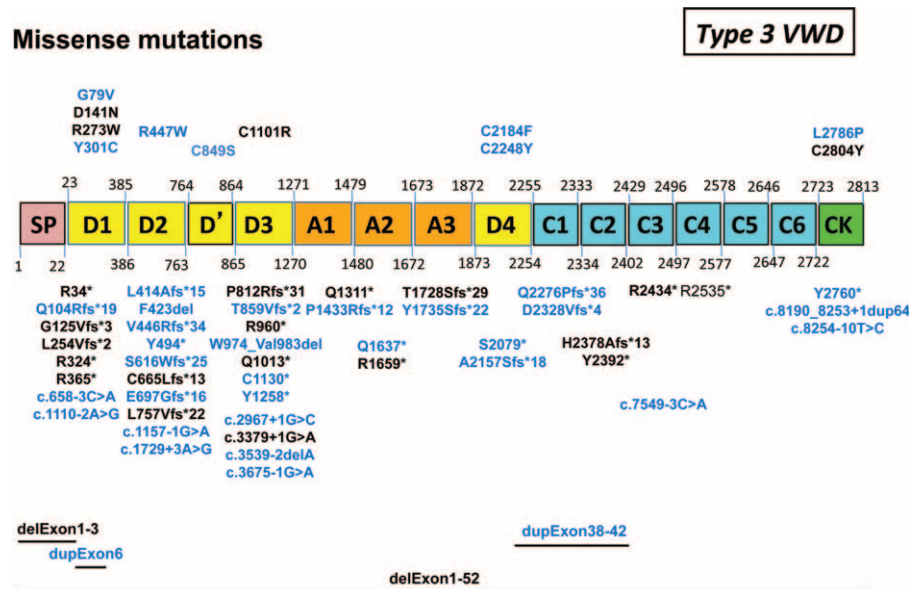 Missense mutations
Type 3 VWD
G79V
D141N
R273W
Y301C
R447W
C849S
C1101R
C2184F
C2248Y
L2786P
C2804Y
23 385 764 864 1271 1479 1673 1872 2255 2333 2429 2496 2578 2646 2723 2813
SP D1 D2 D' D3 A1 A2 A3 D4 C1 C2 C3 C4 C5 C6 CK
1 22 386 763 865 1270 1480 1672 1873 2254 2334 2402 2497 2577 2647 2722
R34*
Q104Rfs*19
G125Vfs*3
L254Vfs*2
R324*
R365*
c.658-3C>A
c.1110-2A>G
L414Afs*15
F423del
V446Rfs*34
Y494*
S616Wfs*25
C665Lfs*13
E697Gfs*16
L757Vfs*22
c.1157-1G>A
c.1729+3A>G
P812Rfs*31
T859Vfs*2
R960*
W974_Val983del
Q1013*
C1130*
Y1258*
c.2967+1G>C
c.3379+1G>A
c.3539-2delA
c.3675-1G>A
Q1311*
P1433Rfs*12
Q1637*
R1659*
T1728Sfs*29
Y1735Sfs*22
S2079*
A2157Sfs*18
Q2276Pfs*36
D2328Vfs*4
H2378Afs*13
Y2392*
R2434*
R2535*
c.7549-3C>A
Y2760*
c.8190_8253+1dup64
c.8254-10T>C
delExon1-3
dupExon6
dupExon38-42
delExon1-52